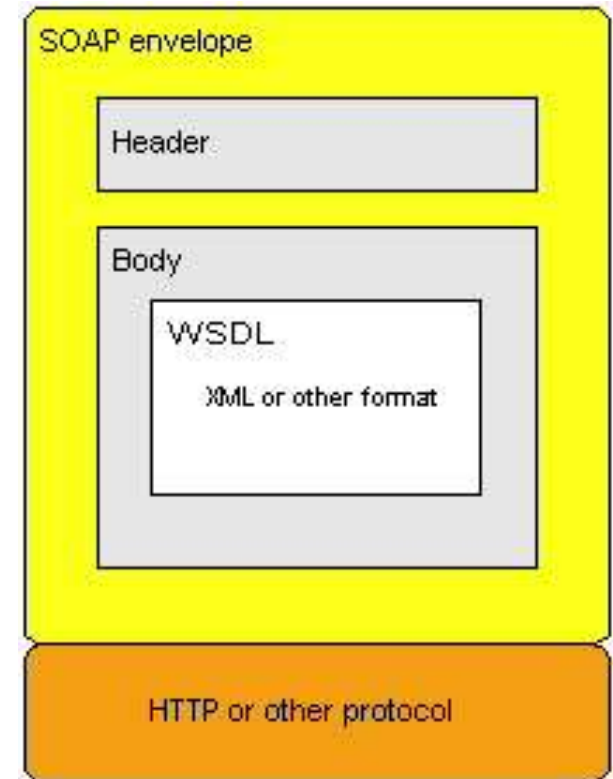 SOAP envelope
Header
Body
WSDL
XML or other format
HTTP or other protocol